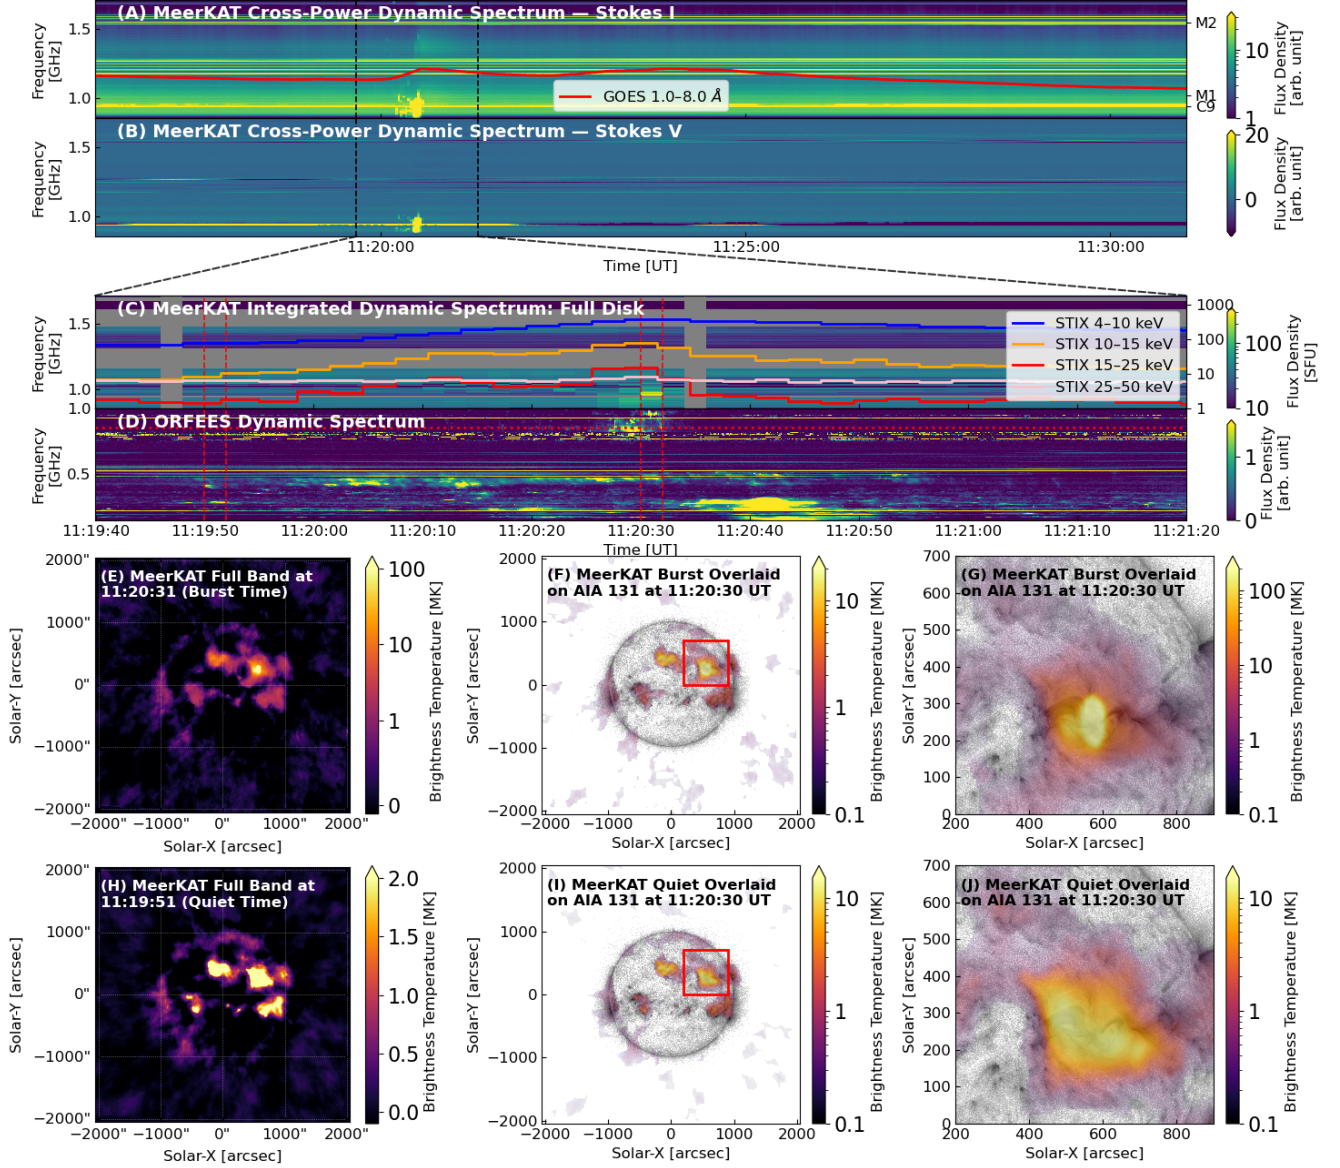 (A) MeerKAT Cross-Power Dynamic Spectrum — Stokes I
Frequency
[GHz]
1.5
1.0
M2
M1
C9
GOES 1.0–8.0 Å
10
1
Flux Density
[arb. unit]
(B) MeerKAT Cross-Power Dynamic Spectrum — Stokes V
Frequency
[GHz]
1.5
1.0
20
0
Flux Density
[arb. unit]
11:20:00
11:25:00
11:30:00
Time [UT]
(C) MeerKAT Integrated Dynamic Spectrum: Full Disk
Frequency
[GHz]
1.5
1.0
STIX 4–10 keV
STIX 10–15 keV
STIX 15–25 keV
STIX 25–50 keV
1000
100
10
1
100
10
Flux Density
[SFU]
(D) ORFEES Dynamic Spectrum
Frequency
[GHz]
1.0
0.5
1
0
Flux Density
[arb. unit]
11:19:40
11:19:50
11:20:00
11:20:10
11:20:20
11:20:30
11:20:40
11:20:50
11:21:00
11:21:10
11:21:20
Time [UT]
(E) MeerKAT Full Band at
11:20:31 (Burst Time)
Solar-Y [arcsec]
2000"
1000"
0"
−1000"
−2000"
−2000"
−1000"
0"
1000"
2000"
Solar-X [arcsec]
100
10
1
0
Brightness Temperature [MK]
(F) MeerKAT Burst Overlaid
on AIA 131 at 11:20:30 UT
Solar-Y [arcsec]
2000
1000
0
−1000
−2000
−2000
−1000
0
1000
2000
Solar-X [arcsec]
10
1
0.1
Brightness Temperature [MK]
(G) MeerKAT Burst Overlaid
on AIA 131 at 11:20:30 UT
Solar-Y [arcsec]
700
600
500
400
300
200
100
0
200
400
600
800
Solar-X [arcsec]
100
10
1
0.1
Brightness Temperature [MK]
(H) MeerKAT Full Band at
11:19:51 (Quiet Time)
Solar-Y [arcsec]
2000"
1000"
0"
−1000"
−2000"
−2000"
−1000"
0"
1000"
2000"
Solar-X [arcsec]
2.0
1.5
1.0
0.5
0.0
Brightness Temperature [MK]
(I) MeerKAT Quiet Overlaid
on AIA 131 at 11:20:30 UT
Solar-Y [arcsec]
2000
1000
0
−1000
−2000
−2000
−1000
0
1000
2000
Solar-X [arcsec]
10
1
0.1
Brightness Temperature [MK]
(J) MeerKAT Quiet Overlaid
on AIA 131 at 11:20:30 UT
Solar-Y [arcsec]
700
600
500
400
300
200
100
0
200
400
600
800
Solar-X [arcsec]
10
1
0.1
Brightness Temperature [MK]